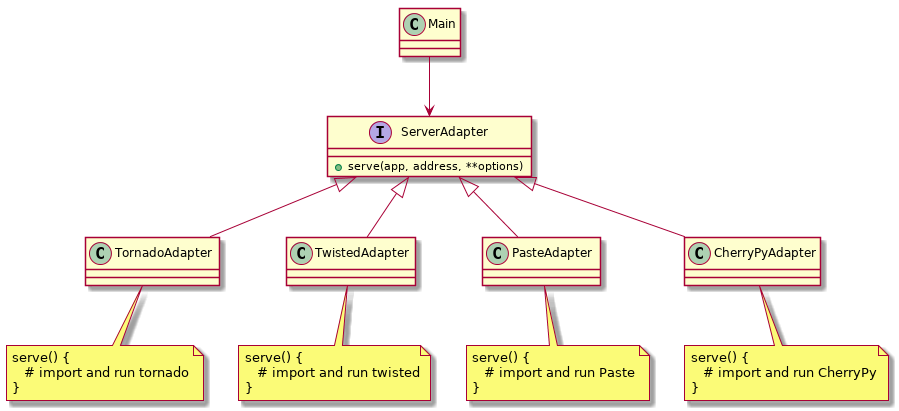 C Main
I ServerAdapter
serve(app, address, **options)
C TornadoAdapter
C TwistedAdapter
C PasteAdapter
C CherryPyAdapter
serve() {
# import and run tornado
}
serve() {
# import and run twisted
}
serve() {
# import and run Paste
}
serve() {
# import and run CherryPy
}